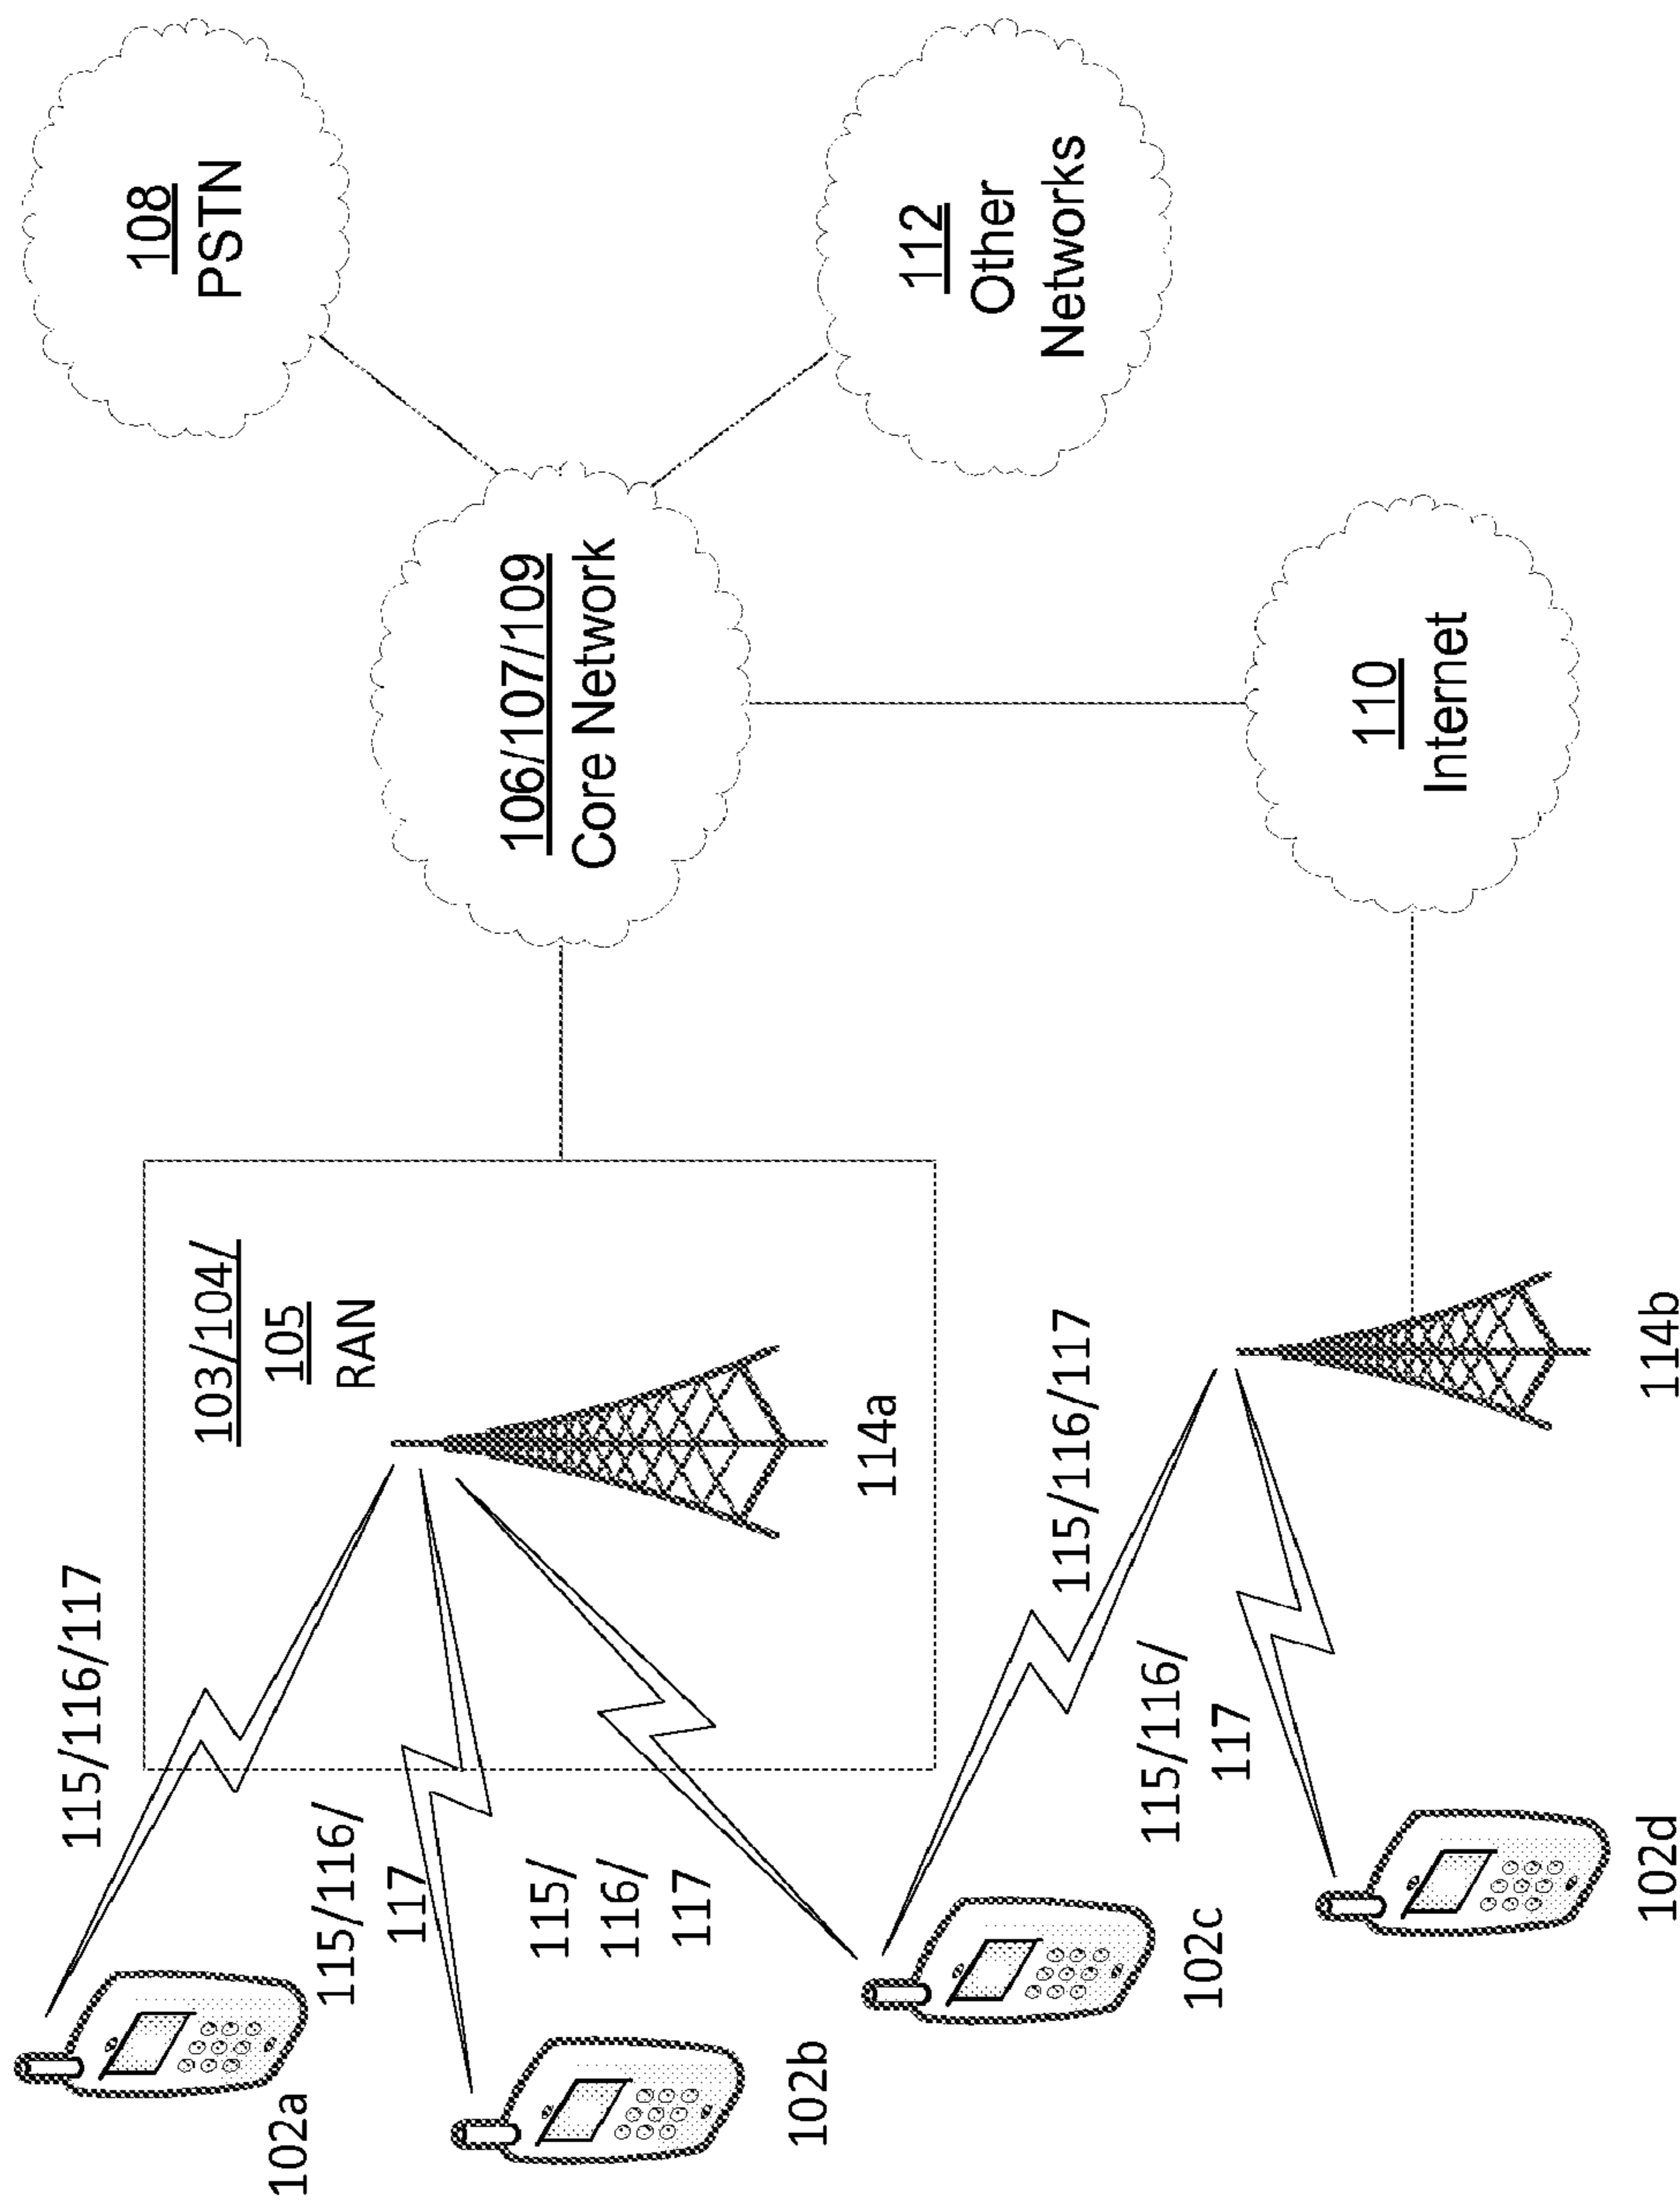 102a
115/116/117
103/104/
105
RAN
108
PSTN
115/116/
117
102b
115/
116/
117
114a
106/107/109
Core Network
112
Other
Networks
102c
115/116/117
115/116/
117
102d
114b
110
Internet